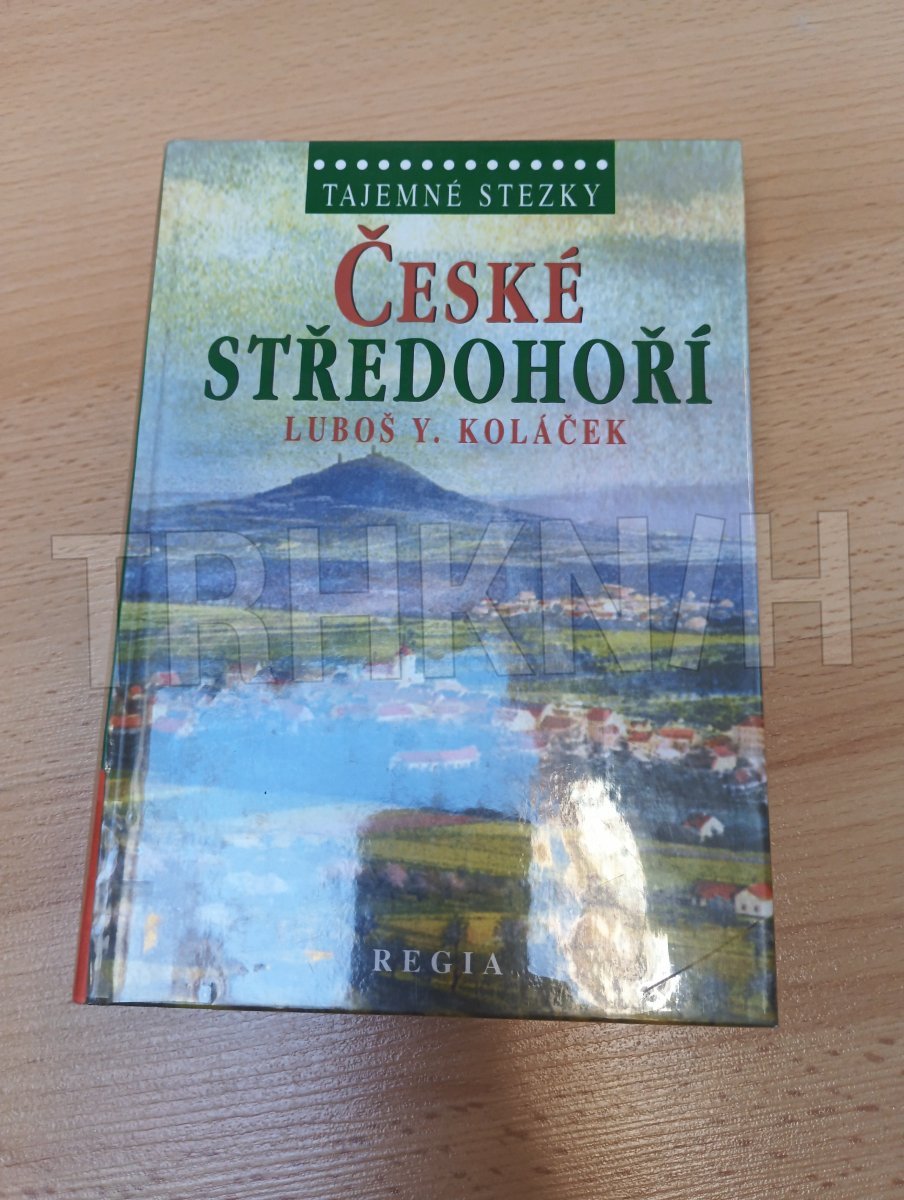 TAJEMNÉ STEZKY
ČESKÉ
STŘEDOHOŘÍ
LUBOŠ Y. KOLÁČEK
TRHKNIH
REGIA